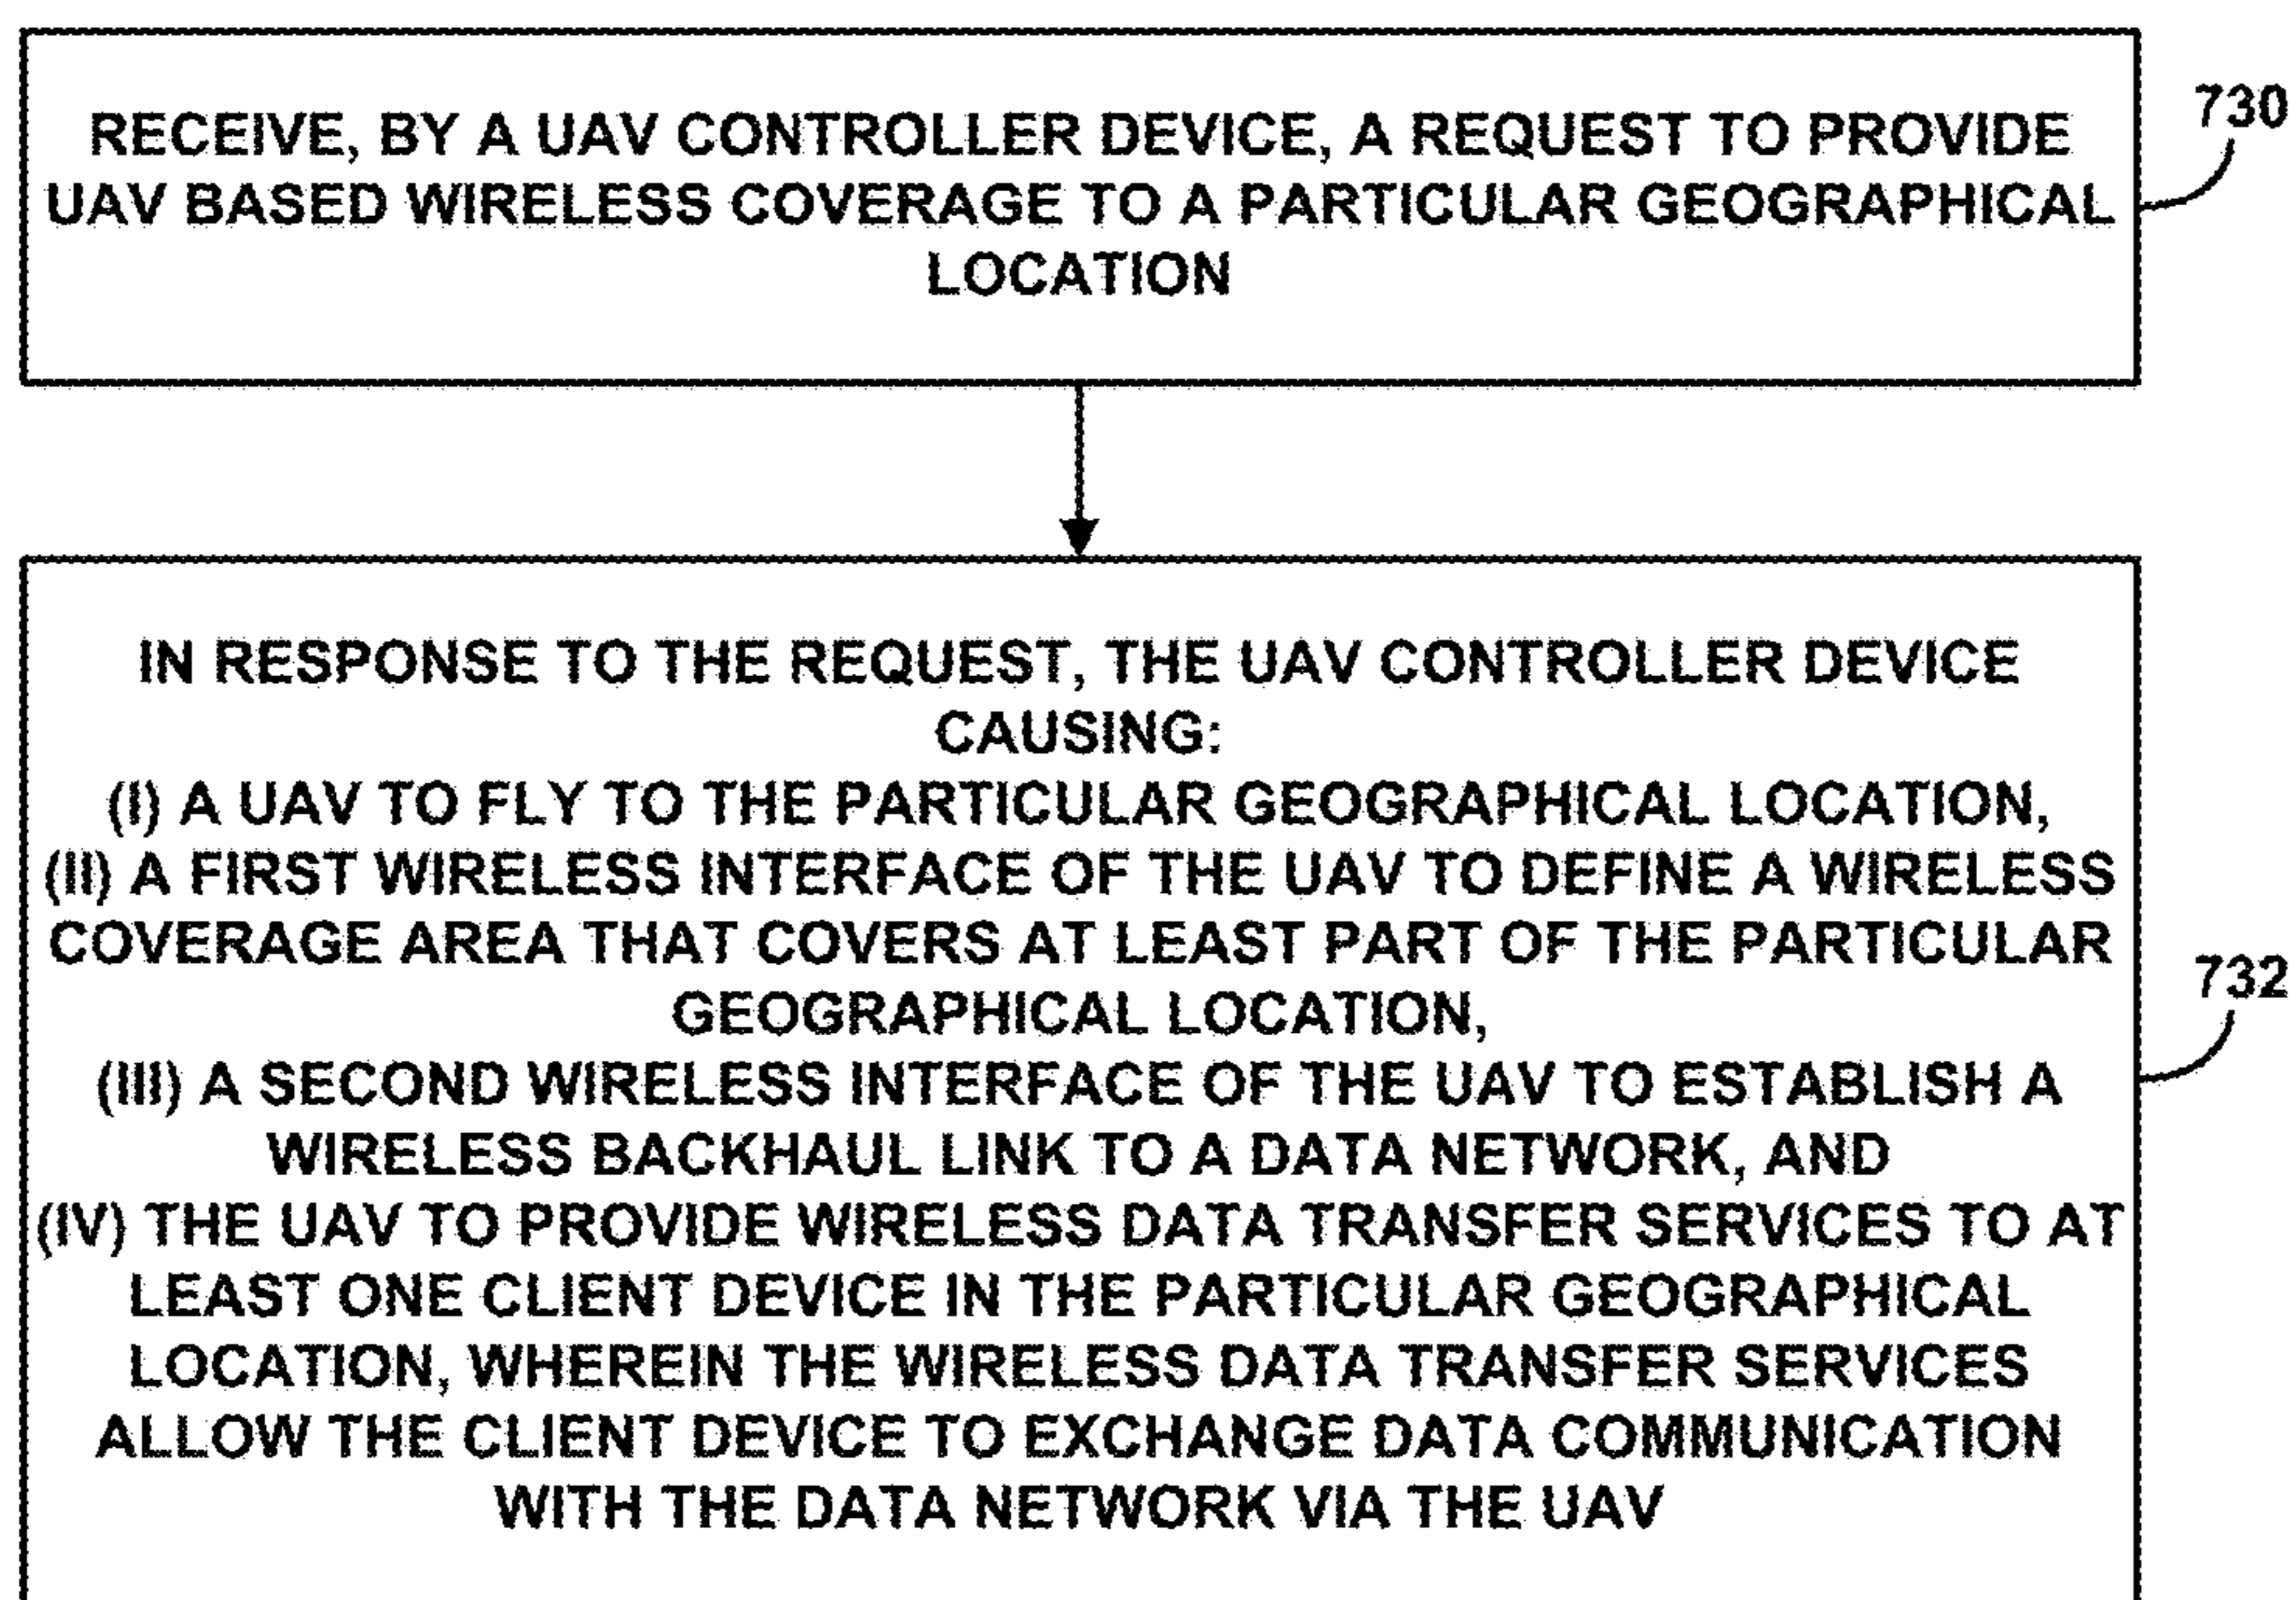 RECEIVE, BY A UAV CONTROLLER DEVICE, A REQUEST TO PROVIDE
UAV BASED WIRELESS COVERAGE TO A PARTICULAR GEOGRAPHICAL
LOCATION
730
IN RESPONSE TO THE REQUEST, THE UAV CONTROLLER DEVICE
CAUSING:
(I) A UAV TO FLY TO THE PARTICULAR GEOGRAPHICAL LOCATION,
(II) A FIRST WIRELESS INTERFACE OF THE UAV TO DEFINE A WIRELESS
COVERAGE AREA THAT COVERS AT LEAST PART OF THE PARTICULAR
GEOGRAPHICAL LOCATION,
(III) A SECOND WIRELESS INTERFACE OF THE UAV TO ESTABLISH A
WIRELESS BACKHAUL LINK TO A DATA NETWORK, AND
(IV) THE UAV TO PROVIDE WIRELESS DATA TRANSFER SERVICES TO AT
LEAST ONE CLIENT DEVICE IN THE PARTICULAR GEOGRAPHICAL
LOCATION, WHEREIN THE WIRELESS DATA TRANSFER SERVICES
ALLOW THE CLIENT DEVICE TO EXCHANGE DATA COMMUNICATION
WITH THE DATA NETWORK VIA THE UAV
732